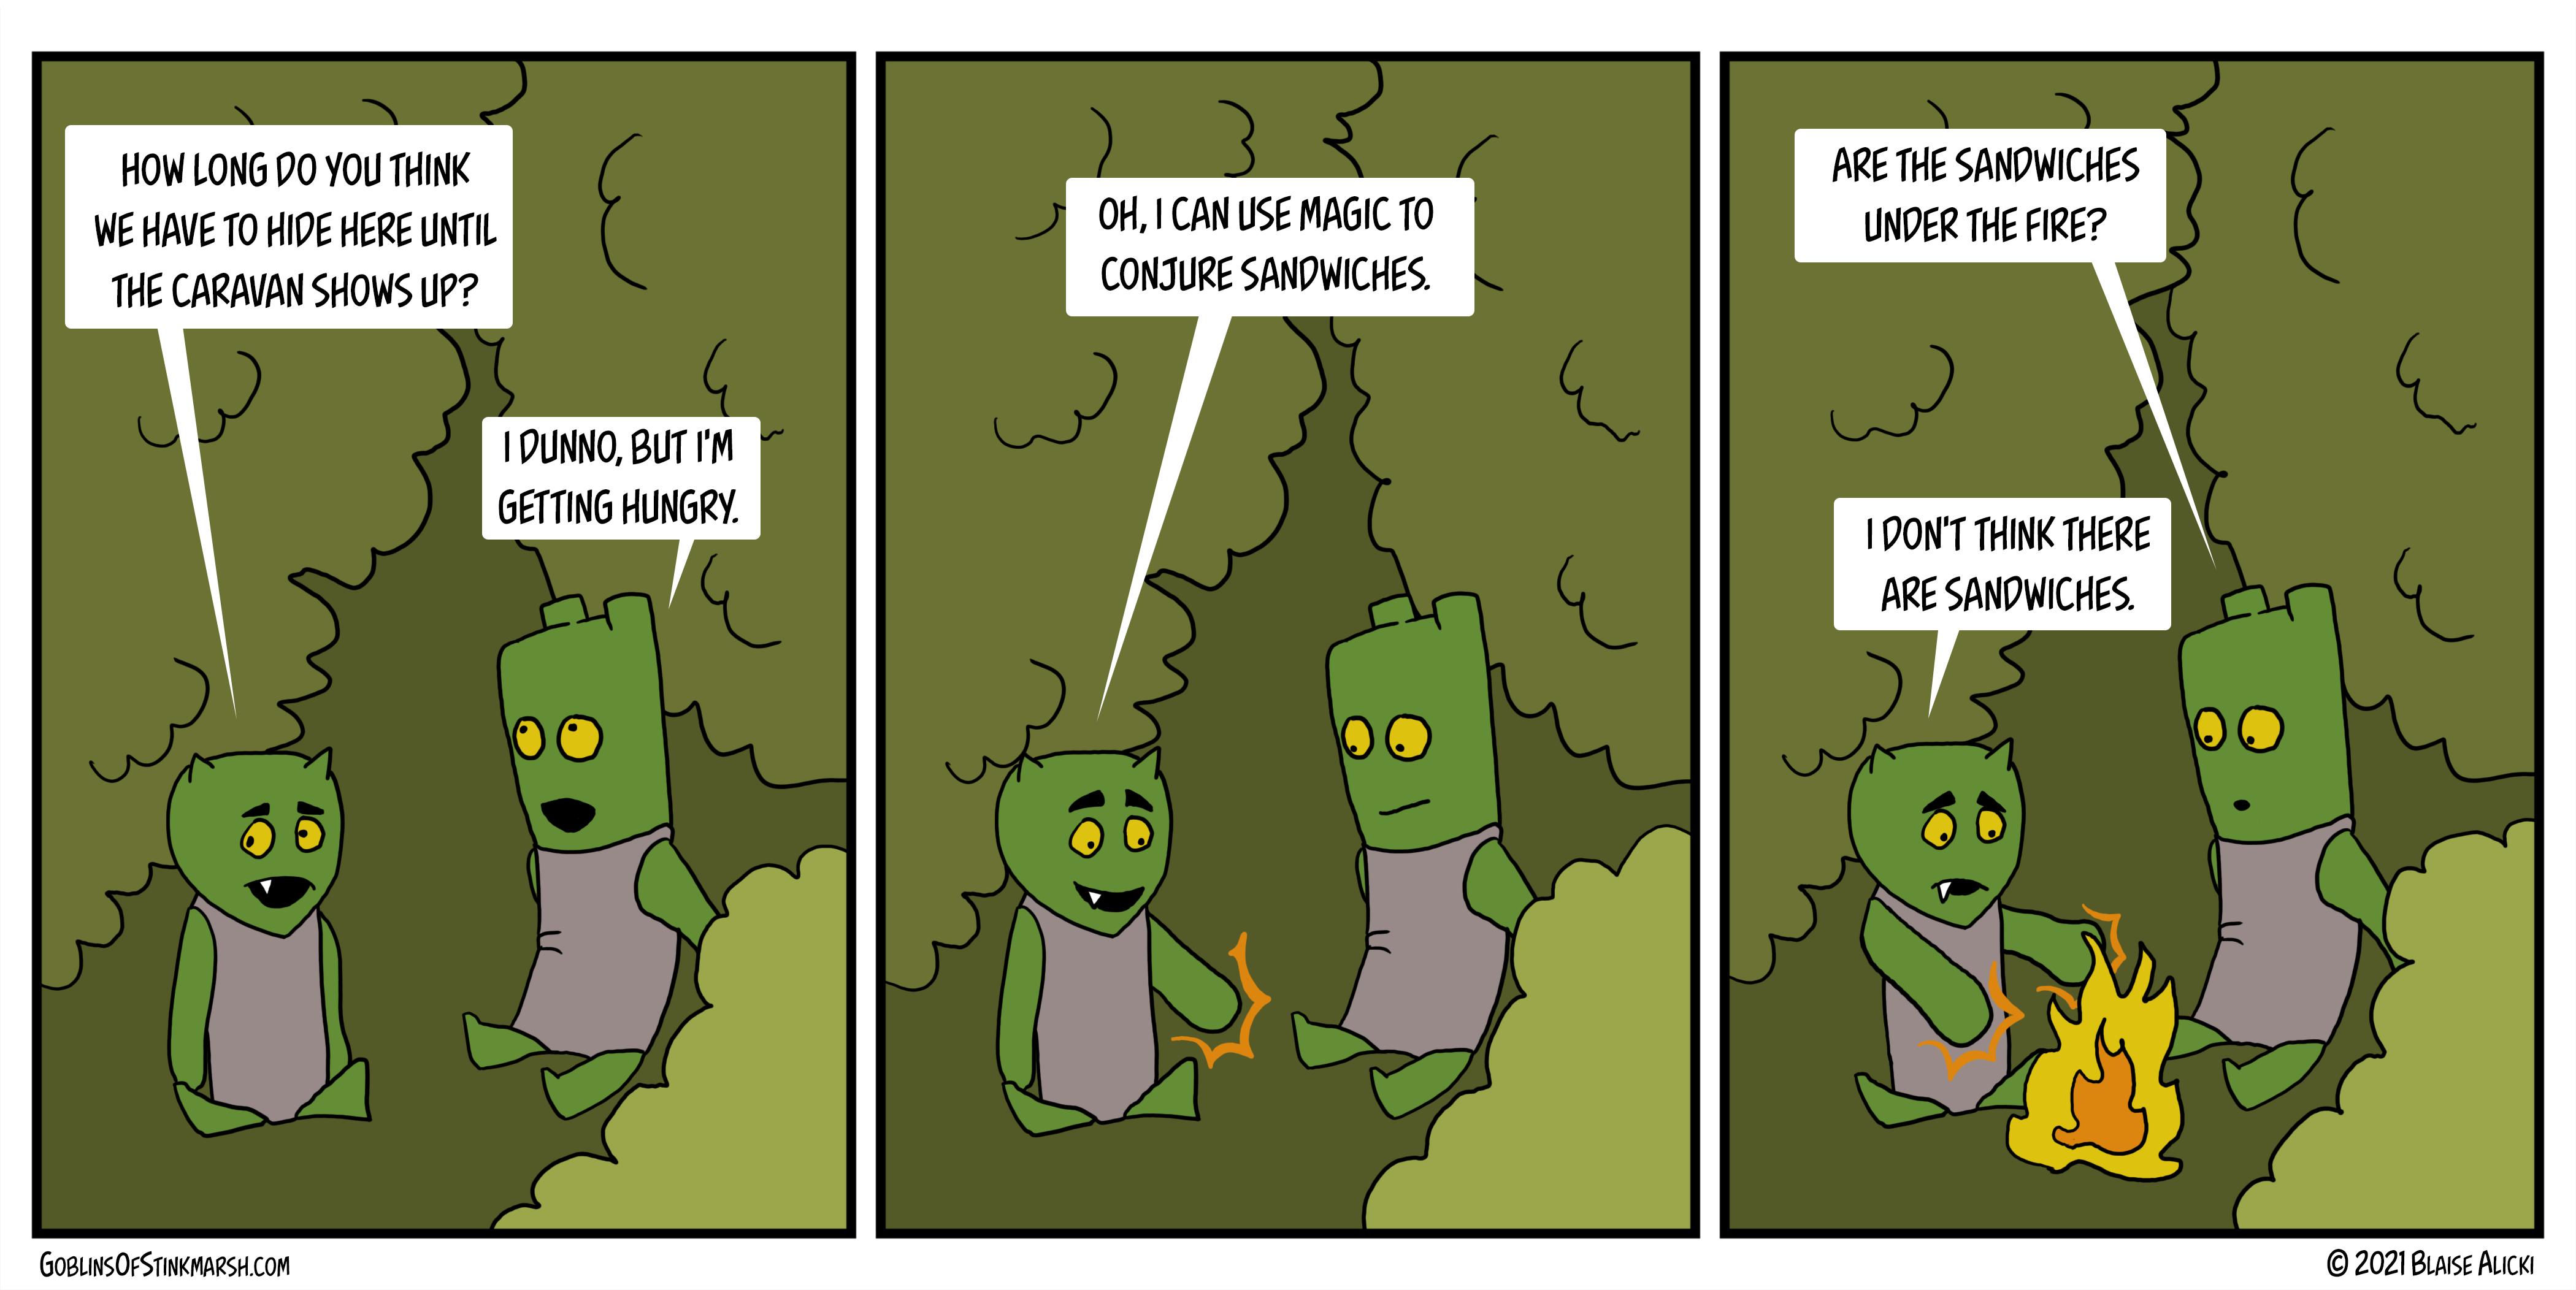 HOW LONG DO YOU THINK
WE HAVE TO HIDE HERE UNTIL
THE CARAVAN SHOWS UP?
I DUNNO, BUT I'M
GETTING HUNGRY.
OH, I CAN USE MAGIC TO
CONJURE SANDWICHES.
ARE THE SANDWICHES
UNDER THE FIRE?
I DON'T THINK THERE
ARE SANDWICHES.
GOBLINSOFSTINKMARSH.COM
© 2021 BLAISE ALICKI